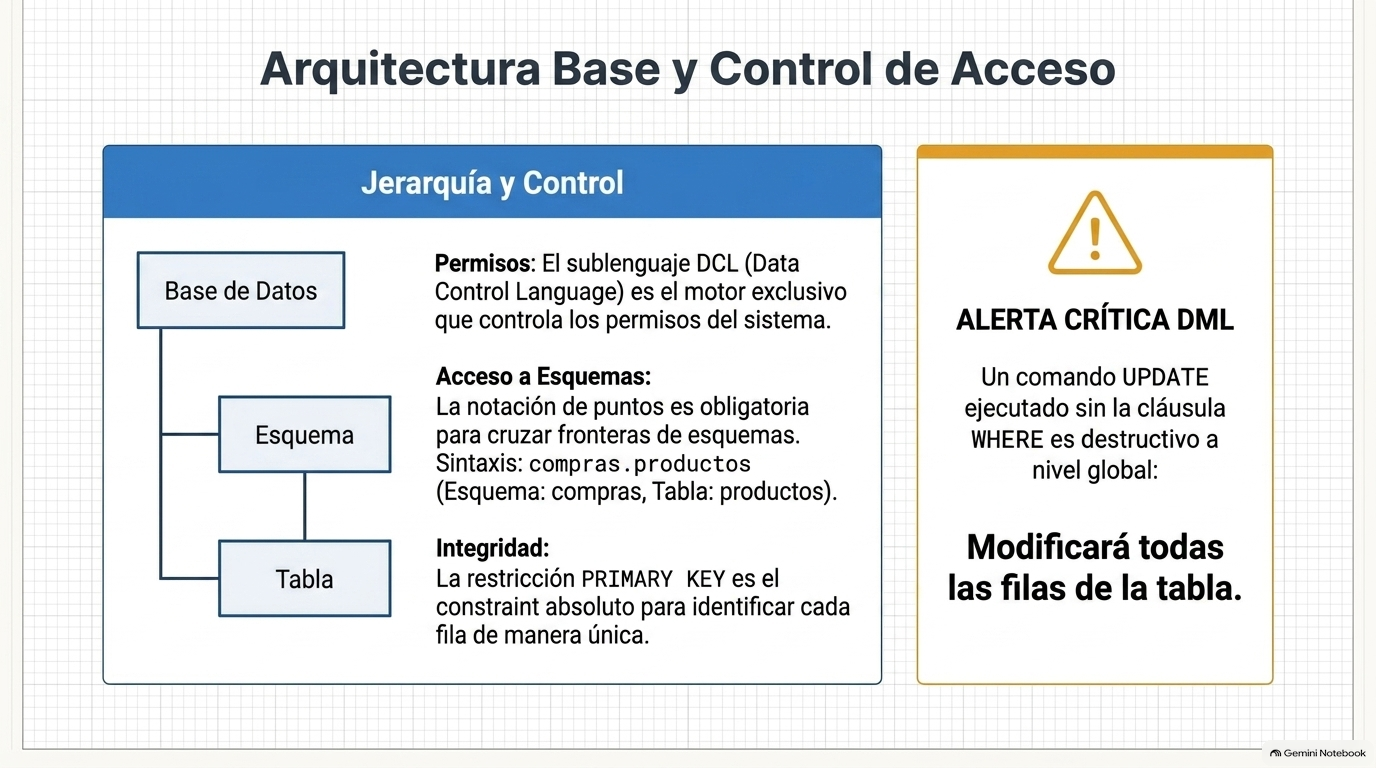 Arquitectura Base y Control de Acceso
Jerarquía y Control
Base de Datos
Esquema
Tabla
Permisos: El sublenguaje DCL (Data
Control Language) es el motor exclusivo
que controla los permisos del sistema.
Acceso a Esquemas:
La notación de puntos es obligatoria
para cruzar fronteras de esquemas.
Sintaxis: compras.productos
(Esquema: compras, Tabla: productos).
Integridad:
La restricción PRIMARY KEY es el
constraint absoluto para identificar cada
fila de manera única.
ALERTA CRÍTICA DML
Un comando UPDATE
ejecutado sin la cláusula
WHERE es destructivo a
nivel global:
Modificará todas
las filas de la tabla.
Gemini Notebook